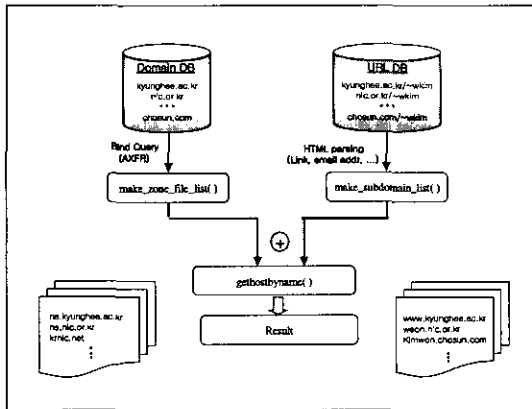 Domain DB
kyunghee.ac.kr
nic.or.kr
• • •
chosun.com
URL DB
kyunghee.ac.kr/~wkim
nic.or.kr/~wkim
• • •
chosun.com/~wkim
Bind Query
(AXFR)
HTML parsing
(Link, email addr, ...)
make_zone_file_list( )
make_subdomain_list( )
+
gethostbyname( )
Result
ns.kyunghee.ac.kr
ns.nic.or.kr
krnic.net
⋮
www.kyunghee.ac.kr
weon.nic.or.kr
Kimwon.chosun.com
⋮